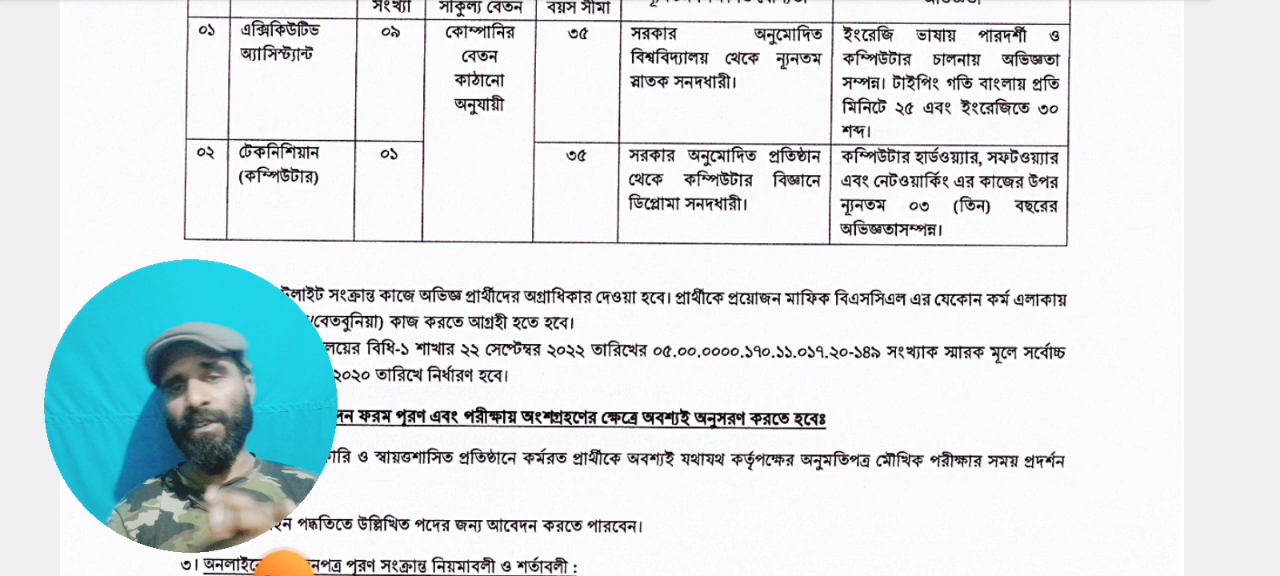 সংখ্যা সাকুল্য বেতন বয়স সীমা
০১ এক্সিকিউটিভ অ্যাসিস্ট্যান্ট ০৯ কোম্পানির বেতন কাঠানো অনুযায়ী ৩৫ সরকার অনুমোদিত বিশ্ববিদ্যালয় থেকে ন্যূনতম স্নাতক সনদধারী। ইংরেজি ভাষায় পারদর্শী ও কম্পিউটার চালনায় অভিজ্ঞতা সম্পন্ন। টাইপিং গতি বাংলায় প্রতি মিনিটে ২৫ এবং ইংরেজিতে ৩০ শব্দ।
০২ টেকনিশিয়ান (কম্পিউটার) ০১ ৩৫ সরকার অনুমোদিত প্রতিষ্ঠান থেকে কম্পিউটার বিজ্ঞানে ডিপ্লোমা সনদধারী। কম্পিউটার হার্ডওয়্যার, সফটওয়্যার এবং নেটওয়ার্কিং এর কাজের উপর ন্যূনতম ০৩ (তিন) বছরের অভিজ্ঞতাসম্পন্ন।
টলাইট সংক্রান্ত কাজে অভিজ্ঞ প্রার্থীদের অগ্রাধিকার দেওয়া হবে। প্রার্থীকে প্রয়োজন মাফিক বিএসসিএল এর যেকোন কর্ম এলাকায়
/বেতবুনিয়া) কাজ করতে আগ্রহী হতে হবে।
লয়ের বিধি-১ শাখার ২২ সেপ্টেম্বর ২০২২ তারিখের ০৫.০০.০০০০.১৭০.১১.০১৭.২০-১৪৯ সংখ্যাক স্মারক মূলে সর্বোচ্চ
২০২০ তারিখে নির্ধারণ হবে।
দন ফরম পূরণ এবং পরীক্ষায় অংশগ্রহণের ক্ষেত্রে অবশ্যই অনুসরণ করতে হবেঃ
কারি ও স্বায়ত্তশাসিত প্রতিষ্ঠানে কর্মরত প্রার্থীকে অবশ্যই যথাযথ কর্তৃপক্ষের অনুমতিপত্র মৌখিক পরীক্ষার সময় প্রদর্শন
ইন পদ্ধতিতে উল্লিখিত পদের জন্য আবেদন করতে পারবেন।
৩। অনলাইনে নপত্র পূরণ সংক্রান্ত নিয়মাবলী ও শর্তাবলী :